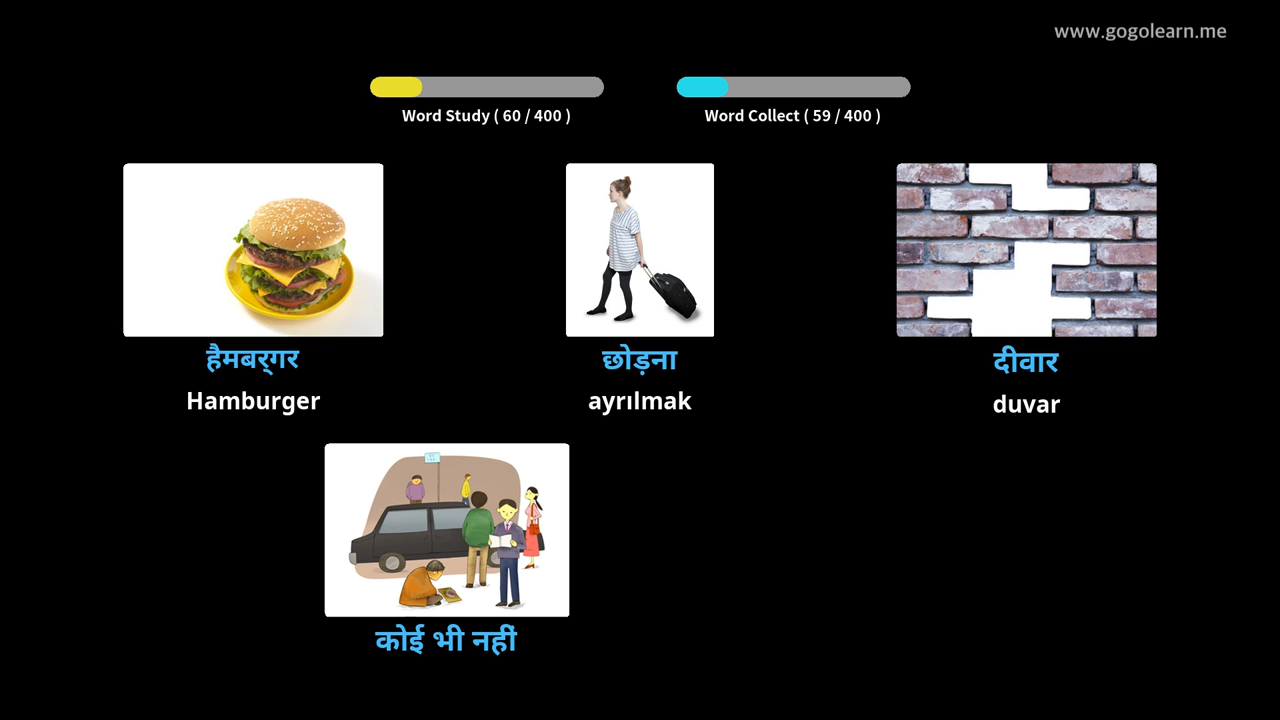 www.gogolearn.me
Word Study ( 60 / 400 )
Word Collect ( 59 / 400 )
हैमबर्गर
Hamburger
छोड़ना
ayrılmak
दीवार
duvar
कोई भी नहीं